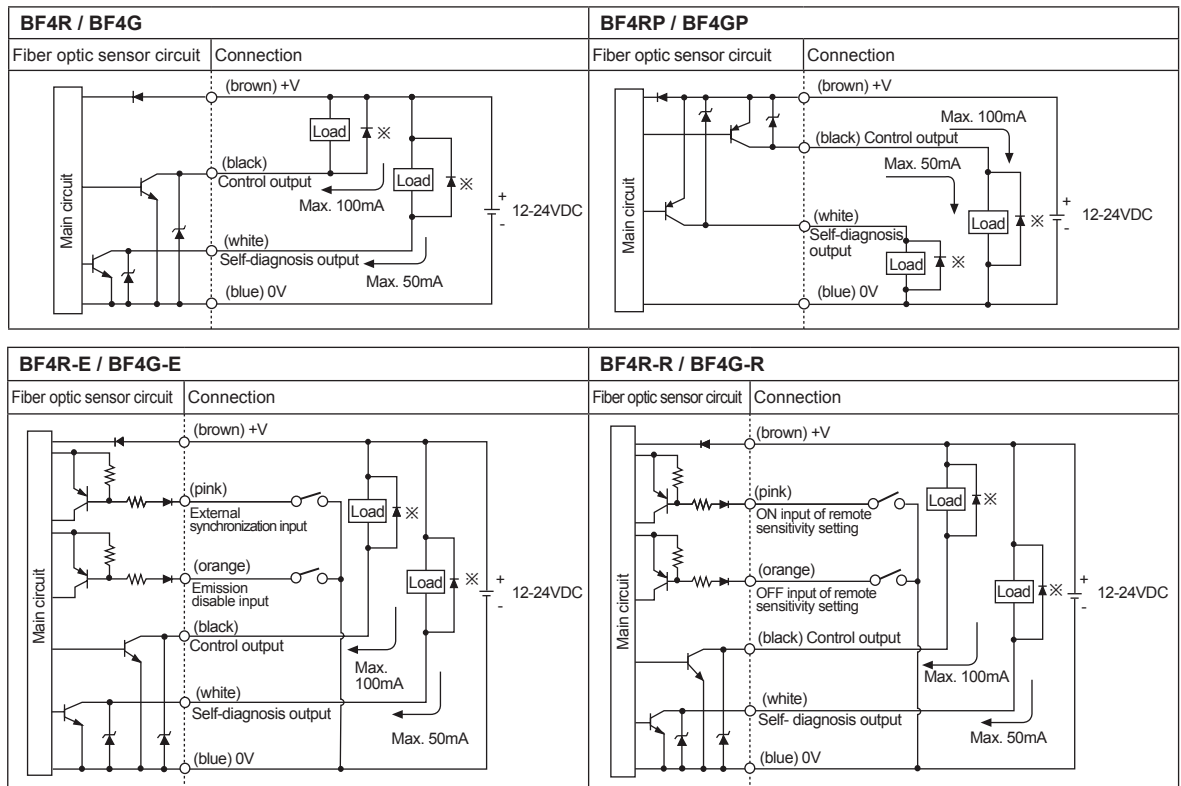 BF4R / BF4G
Fiber optic sensor circuit
Connection
(brown) +V
Load
※
(black)
Control output
Max. 100mA
Load
※
+
12-24VDC
-
(white)
Self-diagnosis output
Max. 50mA
(blue) 0V
Main circuit
BF4RP / BF4GP
Fiber optic sensor circuit
Connection
(brown) +V
Max. 100mA
(black) Control output
Max. 50mA
(white)
Self-diagnosis
output
Load
※
Load
※
+
12-24VDC
-
(blue) 0V
Main circuit
BF4R-E / BF4G-E
Fiber optic sensor circuit
Connection
(brown) +V
(pink)
External
synchronization input
Load
※
(orange)
Emission
disable input
Load
※
+
12-24VDC
-
(black)
Control output
Max.
100mA
(white)
Self-diagnosis output
Max. 50mA
(blue) 0V
Main circuit
BF4R-R / BF4G-R
Fiber optic sensor circuit
Connection
(brown) +V
(pink)
ON input of remote
sensitivity setting
Load
※
(orange)
OFF input of remote
sensitivity setting
Load
※
+
12-24VDC
-
(black) Control output
Max. 100mA
(white)
Self- diagnosis output
Max. 50mA
(blue) 0V
Main circuit